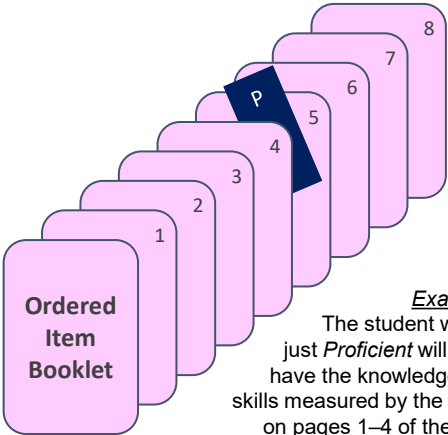 8
7
6
P
5
4
3
2
1
Ordered
Item
Booklet
The student w
just Proficient will
have the knowledg
skills measured by the
on pages 1–4 of the